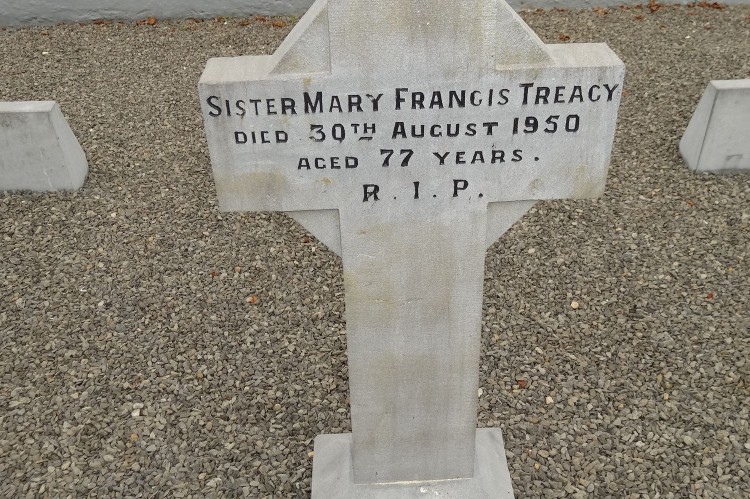 SISTER MARY FRANCIS TREACY
DIED 30TH AUGUST 1950
AGED 77 YEARS.
R.I.P.